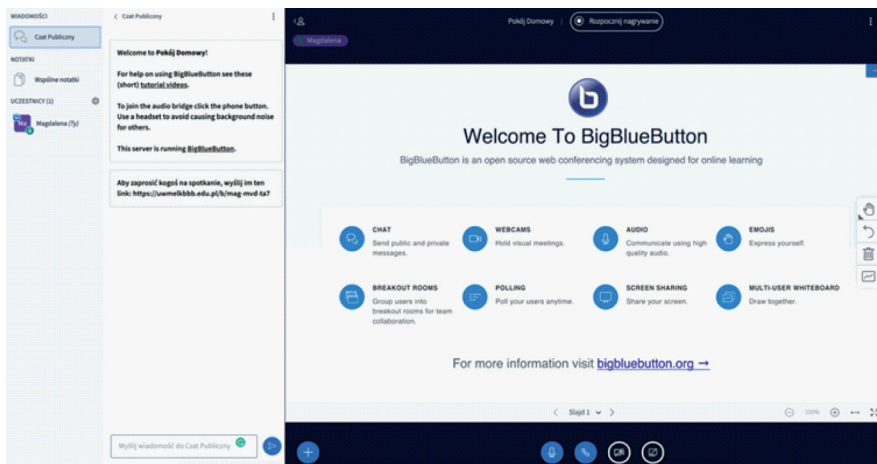 WIADOMOŚCI
Czat Publiczny
NOTATKI
Wspólne notatki
UCZESTNICY (1)
Ma
Magdalena (Ty)
Czat Publiczny
Welcome to Pokój Domowy!
For help on using BigBlueButton see these
(short) tutorial videos.
To join the audio bridge click the phone button.
Use a headset to avoid causing background noise
for others.
This server is running BigBlueButton.
Aby zaprosić kogoś na spotkanie, wyślij im ten
link: https://uwmelkbbb.edu.pl/b/mag-mvd-ta7
Wyślij wiadomość do Czat Publiczny
Pokój Domowy | Rozpocznij nagrywanie
Magdalena
b
Welcome To BigBlueButton
BigBlueButton is an open source web conferencing system designed for online learning
CHAT
Send public and private
messages.
WEBCAMS
Hold visual meetings.
AUDIO
Communicate using high
quality audio.
EMOJIS
Express yourself.
BREAKOUT ROOMS
Group users into
breakout rooms for team
collaboration.
POLLING
Poll your users anytime.
SCREEN SHARING
Share your screen.
MULTI-USER WHITEBOARD
Draw together.
For more information visit bigbluebutton.org →
Slajd 1
100%